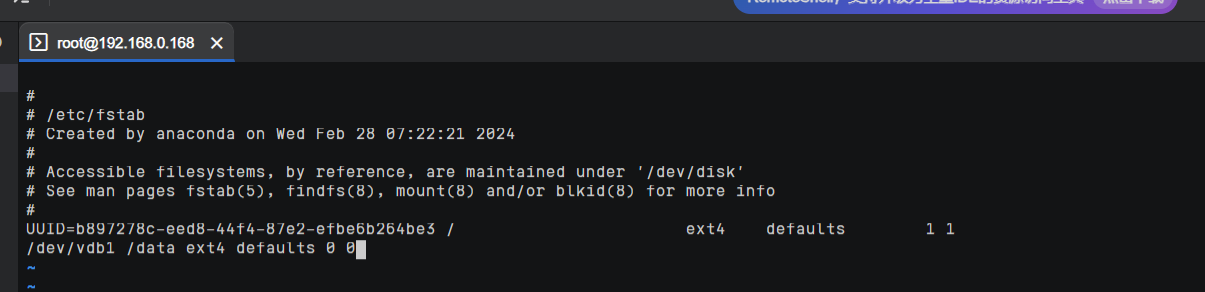 root@192.168.0.168
#
# /etc/fstab
# Created by anaconda on Wed Feb 28 07:22:21 2024
#
# Accessible filesystems, by reference, are maintained under '/dev/disk'
# See man pages fstab(5), findfs(8), mount(8) and/or blkid(8) for more info
#
UUID=b897278c-eed8-44f4-87e2-efbe6b264be3 / ext4 defaults 1 1
/dev/vdb1 /data ext4 defaults 0 0
~
~